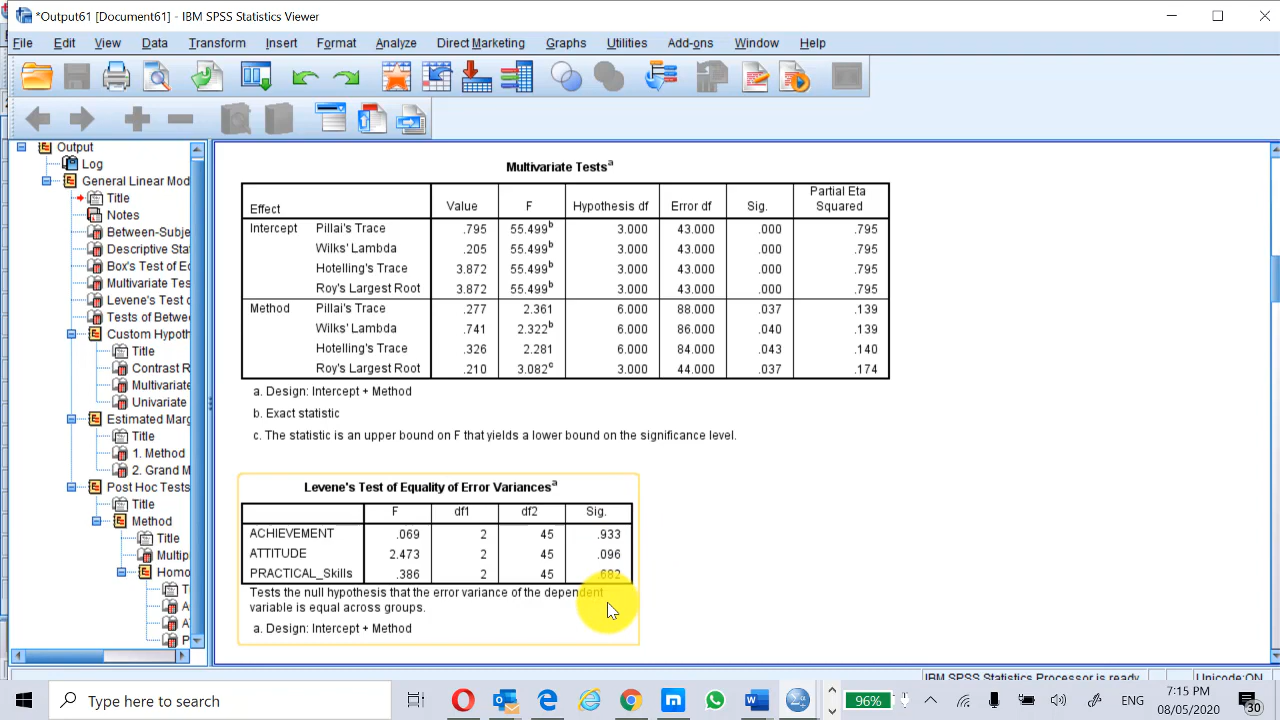 *Output61 [Document61] - IBM SPSS Statistics Viewer
File Edit View Data Transform Insert Format Analyze Direct Marketing Graphs Utilities Add-ons Window Help
Output
Log
General Linear Mod
Title
Notes
Between-Subje
Descriptive Sta
Box's Test of Ec
Multivariate Tes
Levene's Test o
Tests of Betwe
Custom Hypoth
Title
Contrast R
Multivariate
Univariate
Estimated Marg
Title
1. Method
2. Grand M
Post Hoc Tests
Title
Method
Title
Multip
Homo
T
A
A
P
Multivariate Tests a
Effect Value F Hypothesis df Error df Sig. Partial Eta Squared
Intercept Pillai's Trace .795 55.499 b 3.000 43.000 .000 .795
Wilks' Lambda .205 55.499 b 3.000 43.000 .000 .795
Hotelling's Trace 3.872 55.499 b 3.000 43.000 .000 .795
Roy's Largest Root 3.872 55.499 b 3.000 43.000 .000 .795
Method Pillai's Trace .277 2.361 6.000 88.000 .037 .139
Wilks' Lambda .741 2.322 b 6.000 86.000 .040 .139
Hotelling's Trace .326 2.281 6.000 84.000 .043 .140
Roy's Largest Root .210 3.082 c 3.000 44.000 .037 .174
a. Design: Intercept + Method
b. Exact statistic
c. The statistic is an upper bound on F that yields a lower bound on the significance level.
Levene's Test of Equality of Error Variances a
F df1 df2 Sig.
ACHIEVEMENT .069 2 45 .933
ATTITUDE 2.473 2 45 .096
PRACTICAL_Skills .386 2 45 .682
Tests the null hypothesis that the error variance of the dependent
variable is equal across groups.
a. Design: Intercept + Method
IBM SPSS Statistics Processor is ready Unicode:ON
Type here to search
96%
ENG
7:15 PM
08/05/2020
30